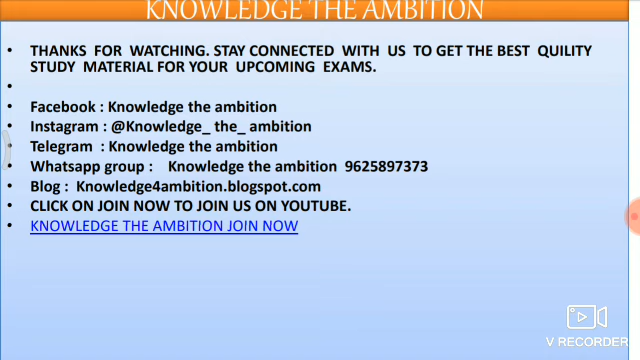 KNOWLEDGE THE AMBITION
• THANKS FOR WATCHING. STAY CONNECTED WITH US TO GET THE BEST QUILITY
STUDY MATERIAL FOR YOUR UPCOMING EXAMS.
•
• Facebook : Knowledge the ambition
• Instagram : @Knowledge_ the_ ambition
• Telegram : Knowledge the ambition
• Whatsapp group : Knowledge the ambition 9625897373
• Blog : Knowledge4ambition.blogspot.com
• CLICK ON JOIN NOW TO JOIN US ON YOUTUBE.
• KNOWLEDGE THE AMBITION JOIN NOW
V RECORDER